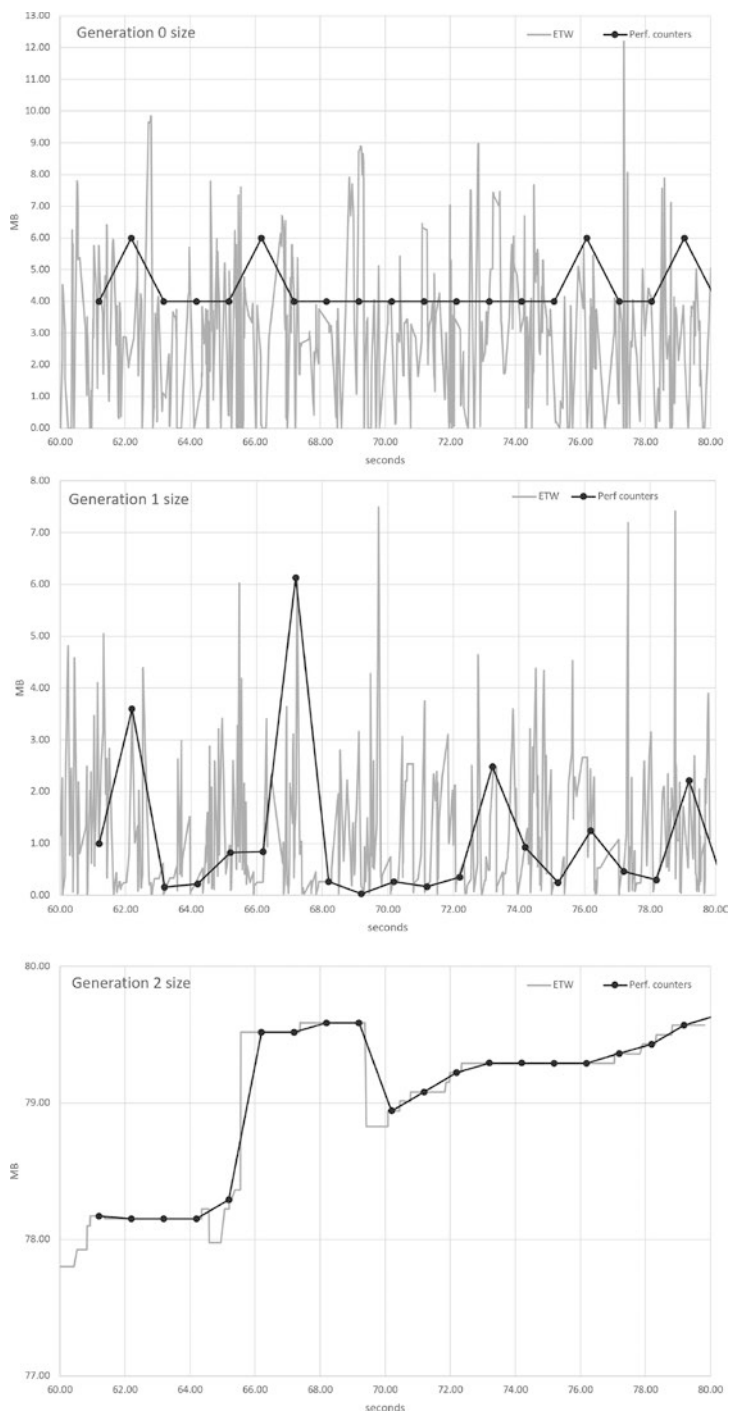 Generation 0 size
ETW Perf. counters
13.00
12.00
11.00
10.00
9.00
8.00
7.00
6.00
5.00
4.00
3.00
2.00
1.00
0.00
MB
60.00 62.00 64.00 66.00 68.00 70.00 72.00 74.00 76.00 78.00 80.00
seconds
Generation 1 size
ETW Perf counters
8.00
7.00
6.00
5.00
4.00
3.00
2.00
1.00
0.00
MB
60.00 62.00 64.00 66.00 68.00 70.00 72.00 74.00 76.00 78.00 80.00
seconds
Generation 2 size
ETW Perf. counters
80.00
79.00
78.00
77.00
MB
60.00 62.00 64.00 66.00 68.00 70.00 72.00 74.00 76.00 78.00 80.00
seconds